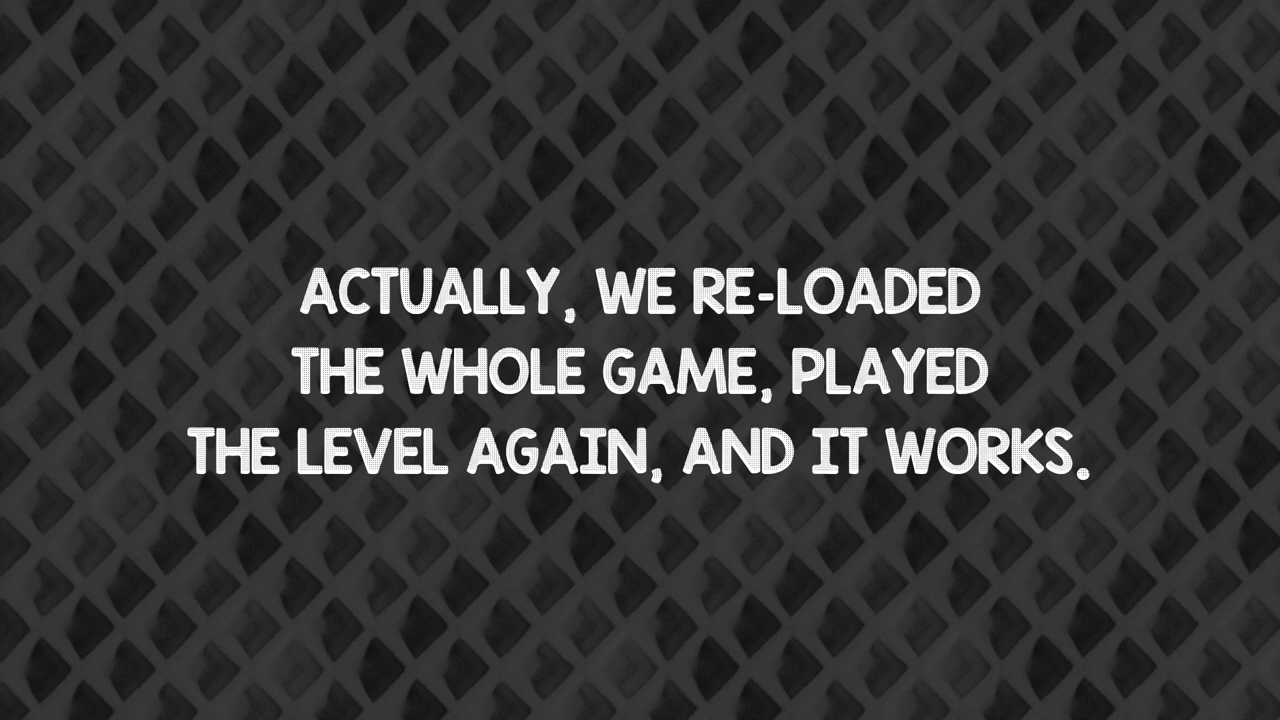 ACTUALLY, WE RE-LOADED
THE WHOLE GAME, PLAYED
THE LEVEL AGAIN, AND IT WORKS.